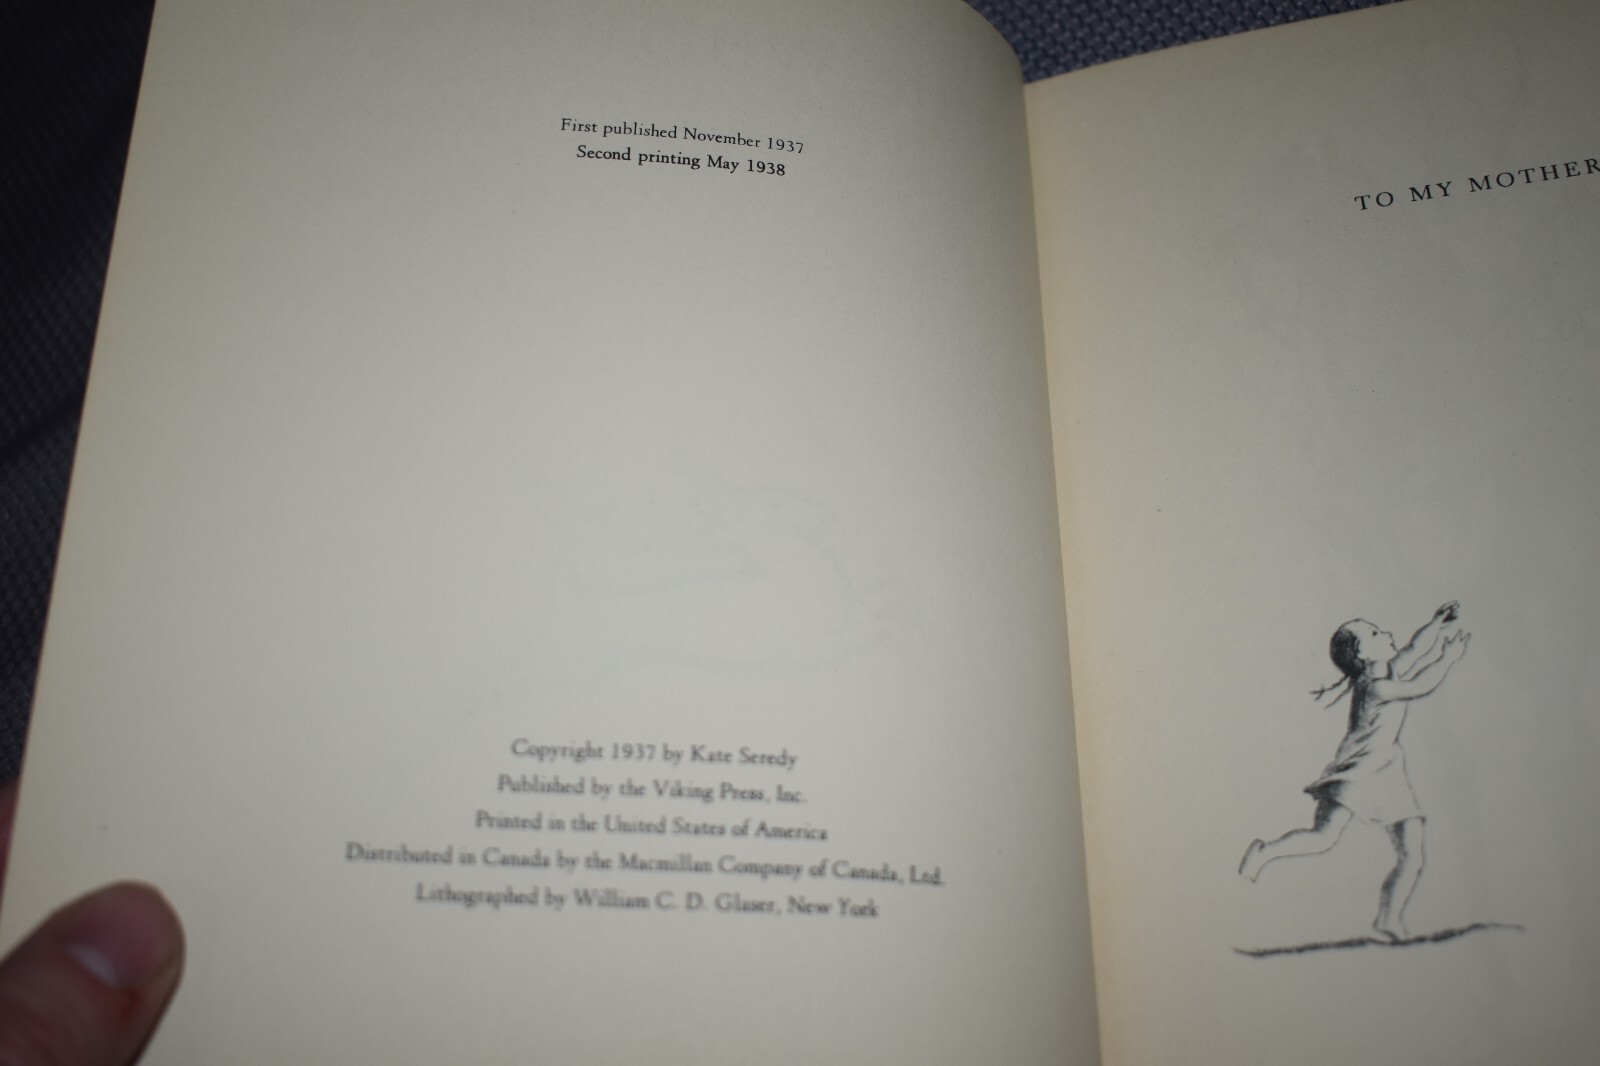 First published November 1937
Second printing May 1938
Copyright 1937 by Kate Seredy
Published by the Viking Press, Inc.
Printed in the United States of America
Distributed in Canada by the Macmillan Company of Canada, Ltd.
Lithographed by William C. D. Glaser, New York
TO MY MOTHER